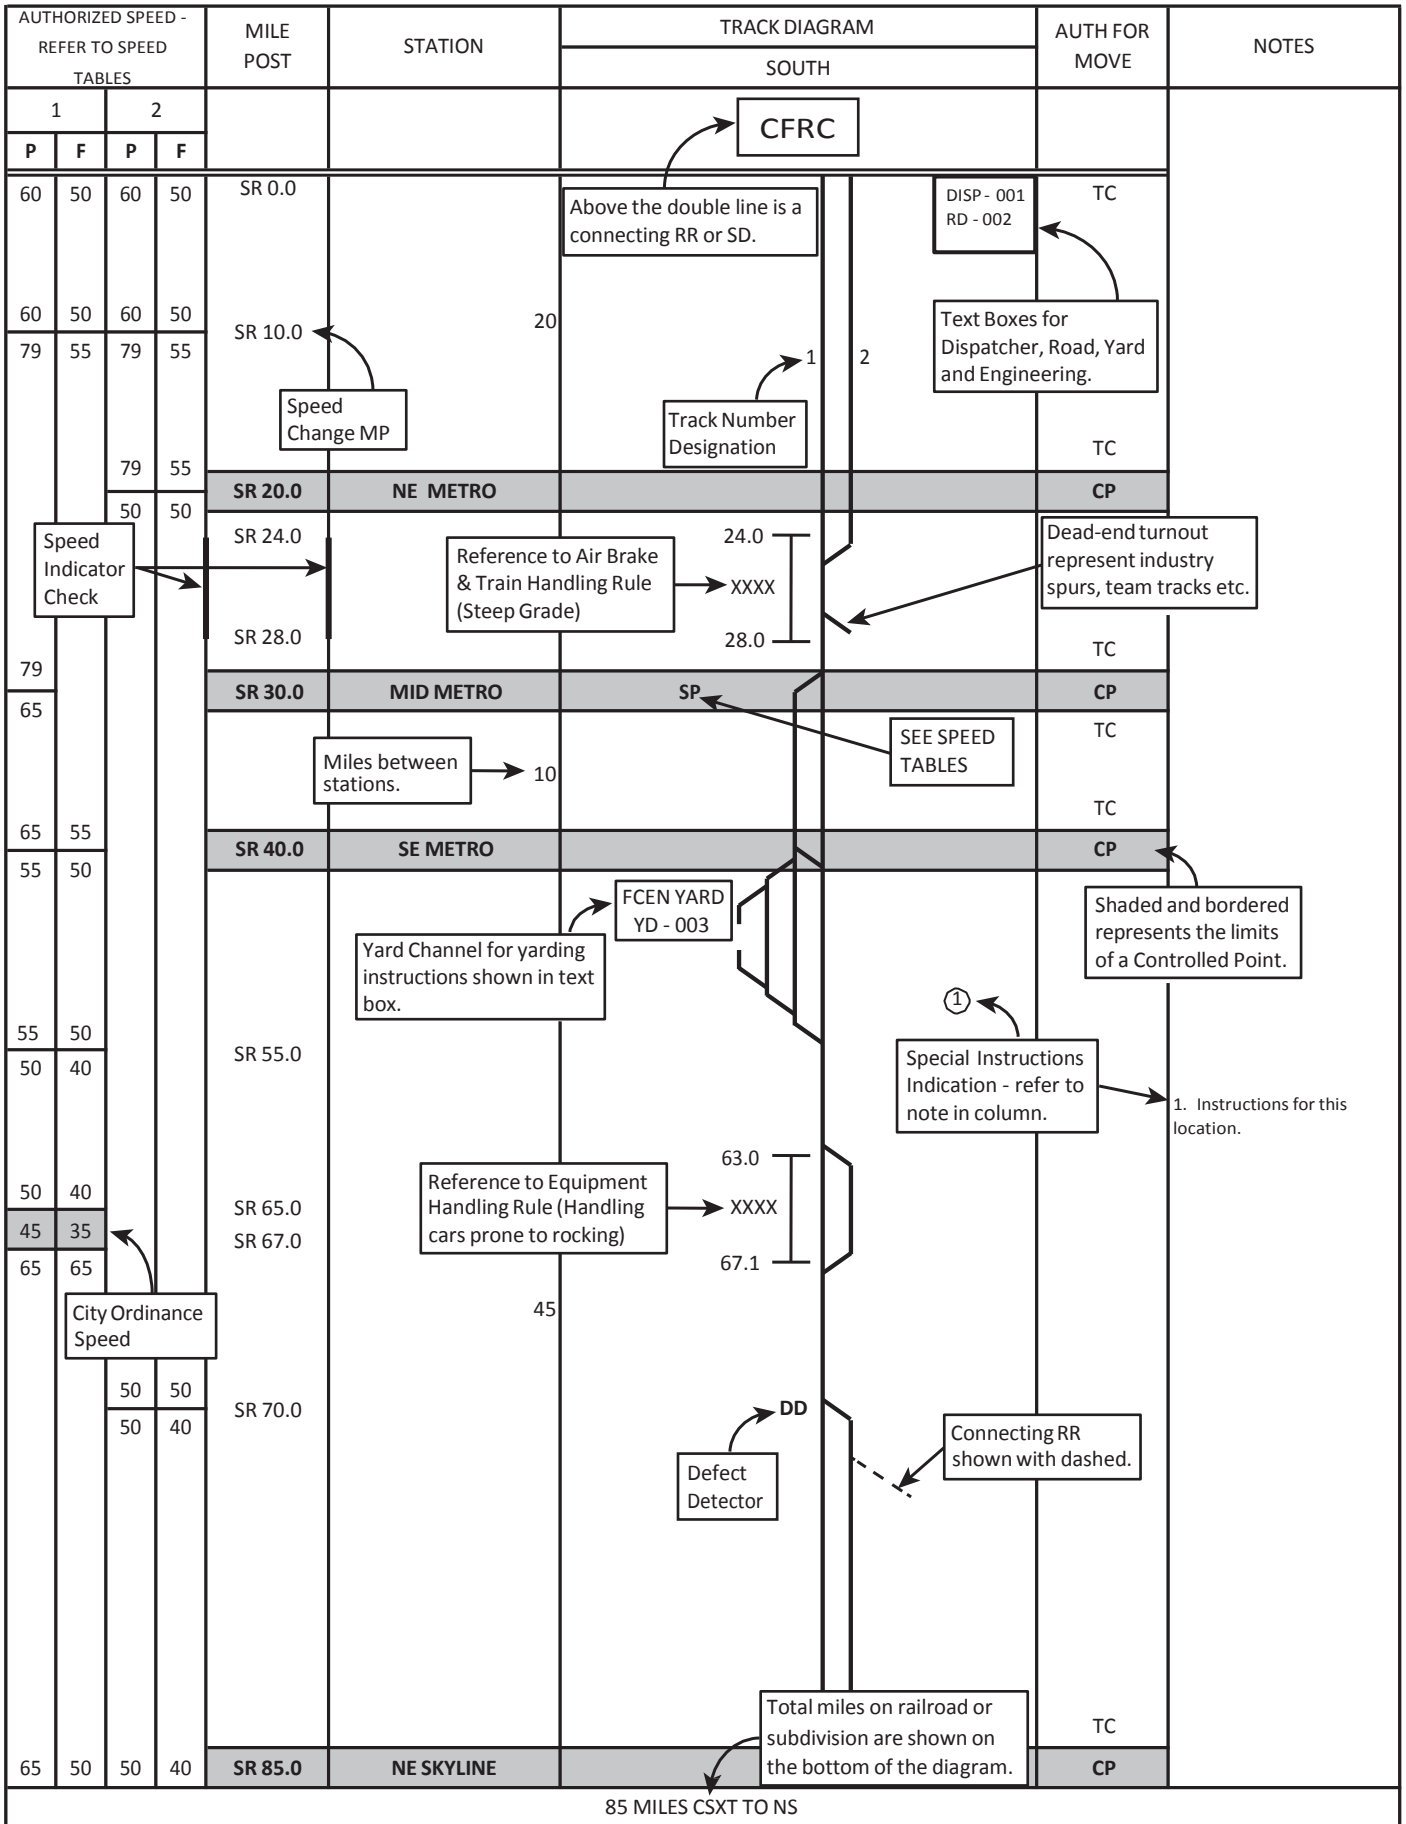 AUTHORIZED SPEED -
REFER TO SPEED
TABLES
MILE
POST
STATION
TRACK DIAGRAM
SOUTH
AUTH FOR
MOVE
NOTES
1 2
P F P F
CFRC
60 50 60 50
SR 0.0
Above the double line is a
connecting RR or SD.
DISP - 001
RD - 002
TC
60 50 60 50
SR 10.0
20
79 55 79 55
1 2
Text Boxes for
Dispatcher, Road, Yard
and Engineering.
Speed
Change MP
Track Number
Designation
TC
79 55
SR 20.0 NE METRO CP
50 50
Speed
Indicator
Check
SR 24.0
Reference to Air Brake
& Train Handling Rule
(Steep Grade)
24.0
XXXX
28.0
Dead-end turnout
represent industry
spurs, team tracks etc.
SR 28.0
TC
79
SR 30.0 MID METRO SP CP
65
TC
SEE SPEED
TABLES
Miles between
stations.
10
TC
65 55
SR 40.0 SE METRO CP
55 50
FCEN YARD
YD - 003
Shaded and bordered
represents the limits
of a Controlled Point.
Yard Channel for yarding
instructions shown in text
box.
1
55 50
SR 55.0
50 40
Special Instructions
Indication - refer to
note in column.
1. Instructions for this
location.
63.0
XXXX
67.1
Reference to Equipment
Handling Rule (Handling
cars prone to rocking)
50 40
SR 65.0
45 35
SR 67.0
65 65
City Ordinance
Speed
45
50 50
SR 70.0
50 40
DD
Defect
Detector
Connecting RR
shown with dashed.
Total miles on railroad or
subdivision are shown on
the bottom of the diagram.
TC
65 50 50 40 SR 85.0 NE SKYLINE CP
85 MILES CSXT TO NS